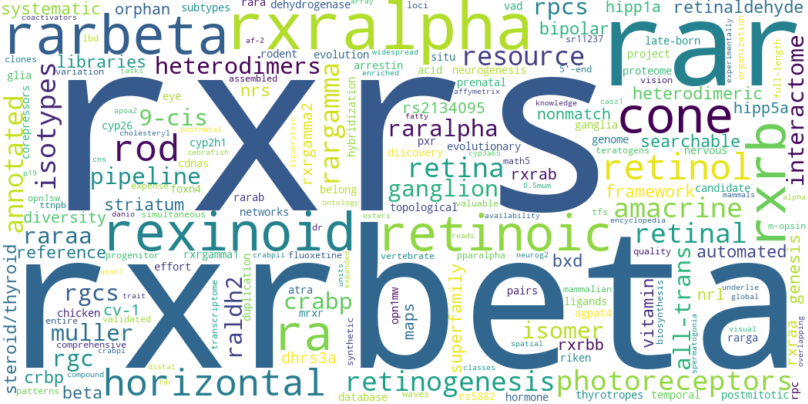 systematic orphan subtypes dehydrogenase array loci vad rpcs hipp1a retinaldehyde
rarbeta rxralpha rara rar
coactivators lbd af-2 widespread situ bipolar sr11237 late-born
clones libraries rodent evolution arrestin resource 5'-end project experimentally
variation heterodimers tasks assembled enriched acid neurogenesis proteome vision organization full-length
glia eye nrs affymetrix prenatal heterodimeric
annotated corepressors isotypes apoa2 9-cis rargamma hybridization fatty rs2134095 knowledge nonmatch cone hipp5a interactome
cholesteryl cyp26 postnatal rxrgamma2 raralpha casz1 ganglia genome searchable
rod cyp2h1 pxr evolutionary candidate nervous
cns zebrafish cdnas discovery retina cyp3a65 math5 rxrab teratogens retinol rxrb
rxrs
p19 pipeline expense foxn4 belong ganglion 0.5mum framework mammals alpha
ttnpb striatum rarab ontology topological valuable amacrine
opn1sw danio simultaneous networks esters availability tfs encyclopedia m-opsin
diversity rexinoid dr retinoic retinal
raraa rxrgamma1 crabpii fluoxetine reads vertebrate pparalpha neurog2 bxd quality automated
reference progenitor effort duplication
steroid/thyroid atoh7 crabp units expanded opn1mw superfamily pairs mammalian nrl underlie global
rgcs trait transcriptome raldh2 atra genesis
rxrbeta
chicken cv-1 mrxr maps ligands vitamin biosynthesis all-trans spermatogonia
muller entire validated ra synthetic isomer agpat4 visual rxraa overlapping
comprehensive crabpi dhrs3a spatial rxrbb rarga
rgc compound riken
crbp distal retinogenesis classes photoreceptors
patterns beta horizontal fdr database waves rs5882 hormone thyrotropes temporal postmitotic rpc